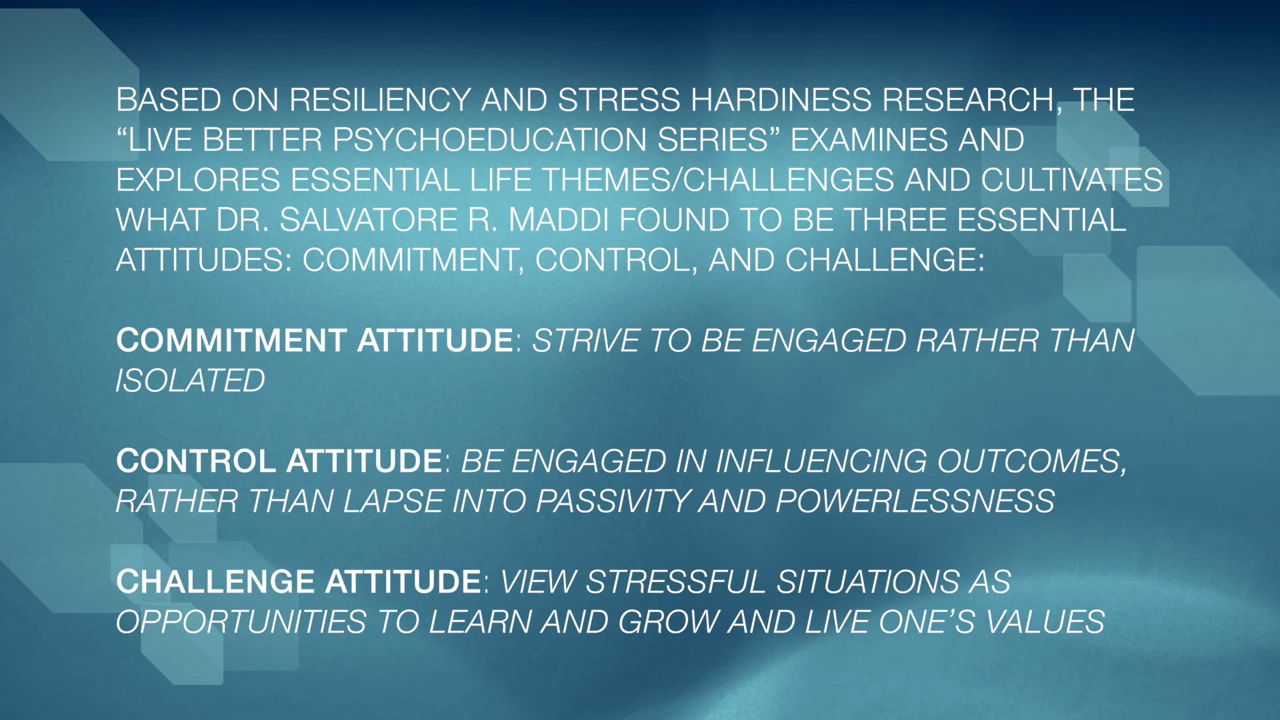 BASED ON RESILIENCY AND STRESS HARDINESS RESEARCH, THE
“LIVE BETTER PSYCHOEDUCATION SERIES” EXAMINES AND
EXPLORES ESSENTIAL LIFE THEMES/CHALLENGES AND CULTIVATES
WHAT DR. SALVATORE R. MADDI FOUND TO BE THREE ESSENTIAL
ATTITUDES: COMMITMENT, CONTROL, AND CHALLENGE:
COMMITMENT ATTITUDE: STRIVE TO BE ENGAGED RATHER THAN
ISOLATED
CONTROL ATTITUDE: BE ENGAGED IN INFLUENCING OUTCOMES,
RATHER THAN LAPSE INTO PASSIVITY AND POWERLESSNESS
CHALLENGE ATTITUDE: VIEW STRESSFUL SITUATIONS AS
OPPORTUNITIES TO LEARN AND GROW AND LIVE ONE’S VALUES